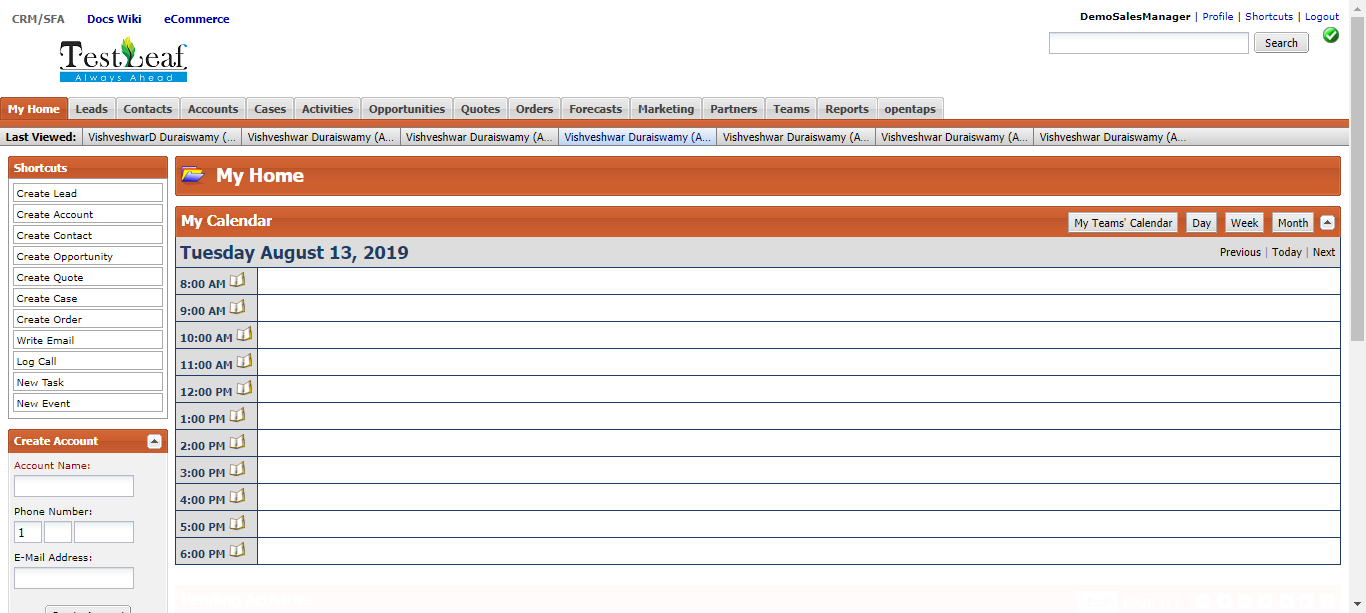 CRM/SFA Docs Wiki eCommerce
DemoSalesManager | Profile | Shortcuts | Logout
TestLeaf
Always Ahead
Search
My Home Leads Contacts Accounts Cases Activities Opportunities Quotes Orders Forecasts Marketing Partners Teams Reports opentaps
Last Viewed: VishveshwarD Duraiswamy (... Vishveshwar Duraiswamy (A... Vishveshwar Duraiswamy (A... Vishveshwar Duraiswamy (A... Vishveshwar Duraiswamy (A... Vishveshwar Duraiswamy (A... Vishveshwar Duraiswamy (A...
Shortcuts
Create Lead
Create Account
Create Contact
Create Opportunity
Create Quote
Create Case
Create Order
Write Email
Log Call
New Task
New Event
Create Account
Account Name:
Phone Number:
1
E-Mail Address:
My Home
My Calendar
My Teams' Calendar Day Week Month
Tuesday August 13, 2019
Previous | Today | Next
8:00 AM
9:00 AM
10:00 AM
11:00 AM
12:00 PM
1:00 PM
2:00 PM
3:00 PM
4:00 PM
5:00 PM
6:00 PM